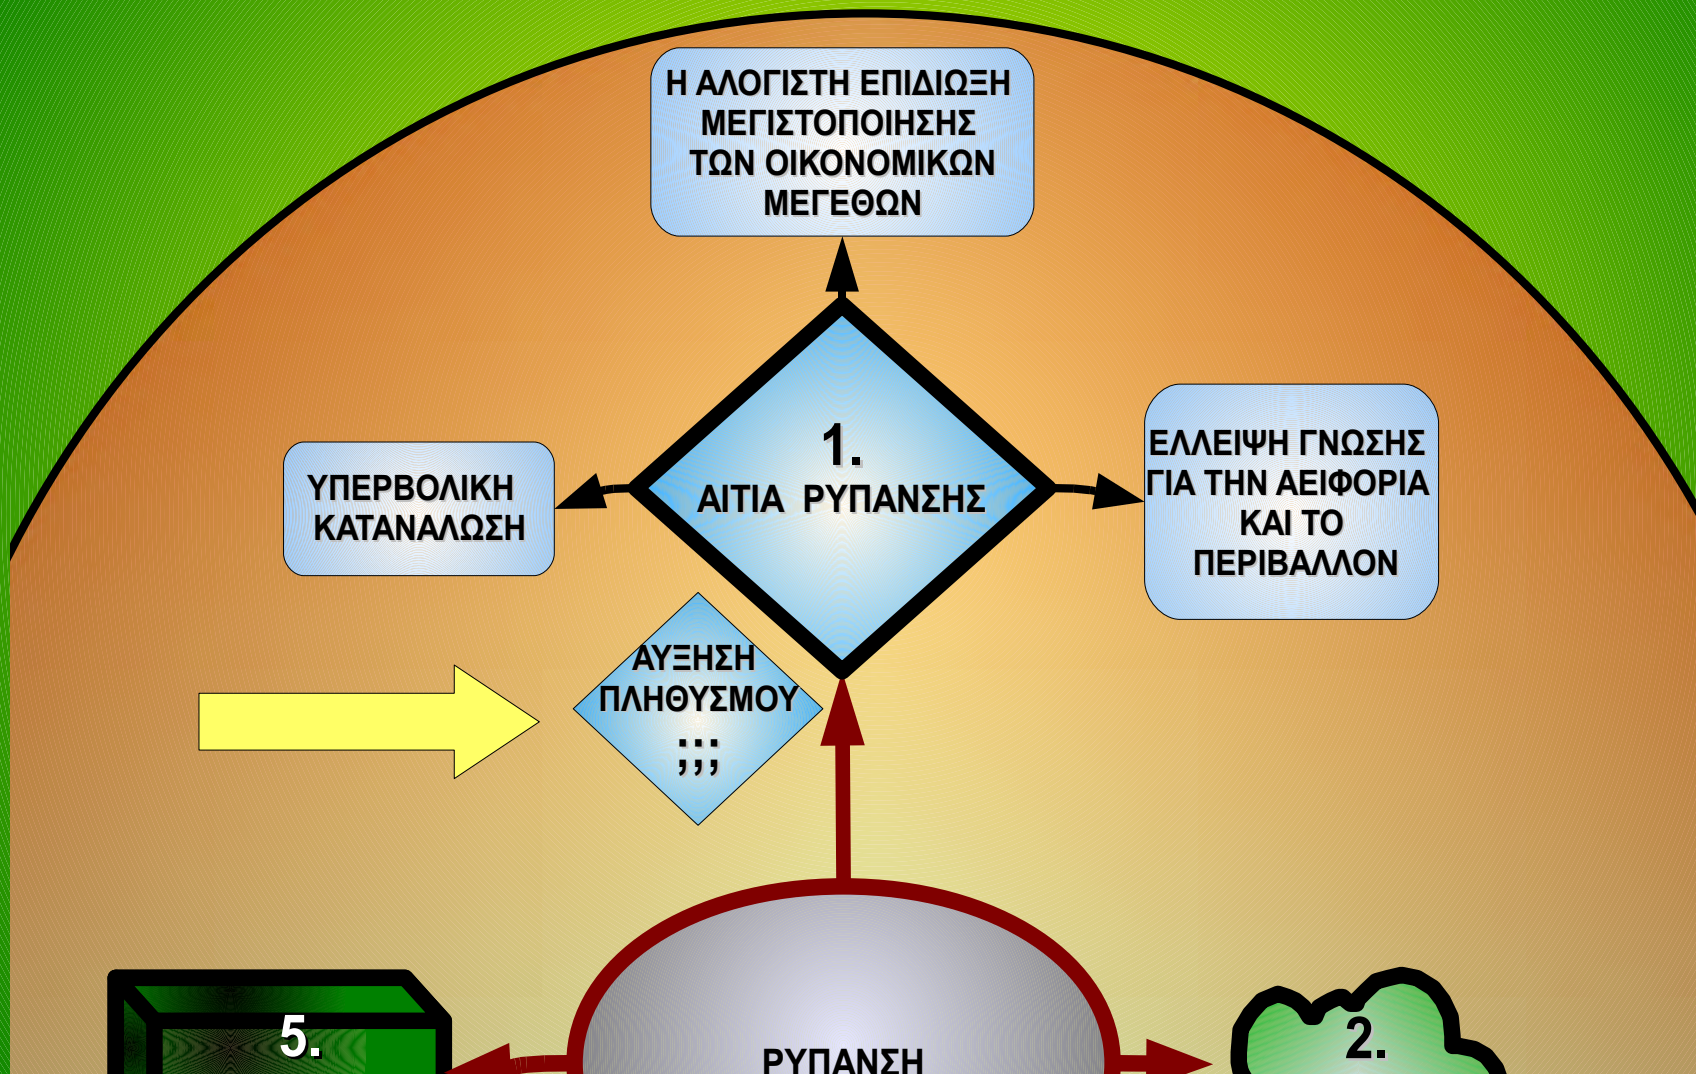 Η ΑΛΟΓΙΣΤΗ ΕΠΙΔΙΩΞΗ
ΜΕΓΙΣΤΟΠΟΙΗΣΗΣ
ΤΩΝ ΟΙΚΟΝΟΜΙΚΩΝ
ΜΕΓΕΘΩΝ
1.
ΑΙΤΙΑ ΡΥΠΑΝΣΗΣ
ΥΠΕΡΒΟΛΙΚΗ
ΚΑΤΑΝΑΛΩΣΗ
ΕΛΛΕΙΨΗ ΓΝΩΣΗΣ
ΓΙΑ ΤΗΝ ΑΕΙΦΟΡΙΑ
ΚΑΙ ΤΟ
ΠΕΡΙΒΑΛΛΟΝ
ΑΥΞΗΣΗ
ΠΛΗΘΥΣΜΟΥ
;;;
5.
ΡΥΠΑΝΣΗ
2.